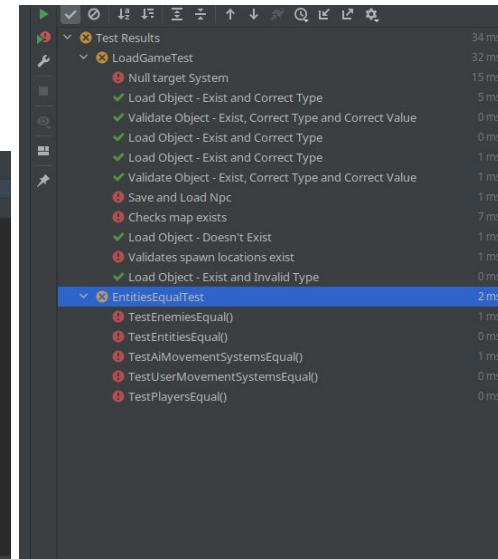 Test Results 34 ms
LoadGameTest 32 ms
Null target System 15 ms
Load Object - Exist and Correct Type 5 ms
Validate Object - Exist, Correct Type and Correct Value 0 ms
Load Object - Exist and Correct Type 0 ms
Load Object - Exist and Correct Type 1 ms
Validate Object - Exist, Correct Type and Correct Value 1 ms
Save and Load Npc 1 ms
Checks map exists 7 ms
Load Object - Doesn't Exist 1 ms
Validates spawn locations exist 1 ms
Load Object - Exist and Invalid Type 0 ms
EntitiesEqualTest 2 ms
TestEnemiesEqual() 1 ms
TestEntitiesEqual() 0 ms
TestAiMovementSystemsEqual() 1 ms
TestUserMovementSystemsEqual() 0 ms
TestPlayersEqual() 0 ms